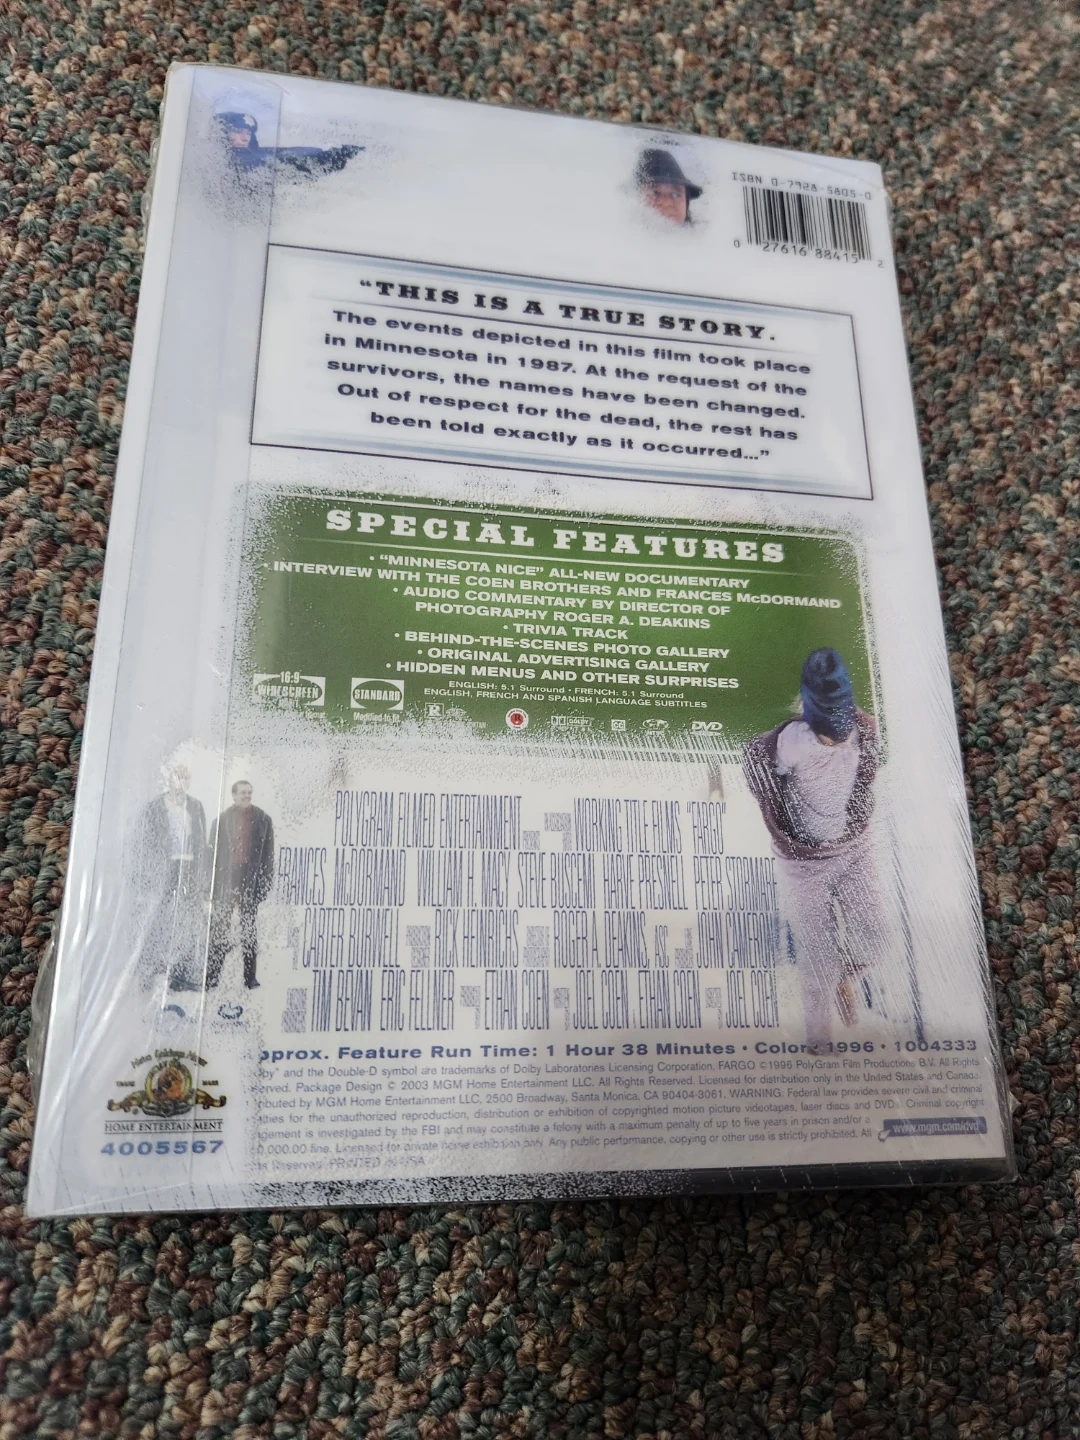 ISBN 0-7928-5805-0
0 27616 88415 2
"THIS IS A TRUE STORY.
The events depicted in this film took place
in Minnesota in 1987. At the request of the
survivors, the names have been changed.
Out of respect for the dead, the rest has
been told exactly as it occurred..."
SPECIAL FEATURES
• "MINNESOTA NICE" ALL-NEW DOCUMENTARY
• INTERVIEW WITH THE COEN BROTHERS AND FRANCES McDORMAND
• AUDIO COMMENTARY BY DIRECTOR OF
PHOTOGRAPHY ROGER A. DEAKINS
• TRIVIA TRACK
• BEHIND-THE-SCENES PHOTO GALLERY
• ORIGINAL ADVERTISING GALLERY
• HIDDEN MENUS AND OTHER SURPRISES
ENGLISH: 5.1 Surround • FRENCH: 5.1 Surround
ENGLISH, FRENCH AND SPANISH LANGUAGE SUBTITLES
16:9
WIDESCREEN
STANDARD
R
DOLBY
CC
DVD
POLYGRAM FILMED ENTERTAINMENT WORKING TITLE FILMS "FARGO"
FRANCES McDORMAND WILLIAM H. MACY STEVE BUSCEMI HARVE PRESNELL PETER STORMARE
CARTER BURWELL RICK HEINRICHS ROGER A. DEAKINS, ASC JOHN CAMERON
TIM BEVAN ERIC FELLNER ETHAN COEN JOEL COEN & ETHAN COEN JOEL COEN
pprox. Feature Run Time: 1 Hour 38 Minutes • Color 1996 • 1004333
by" and the Double-D symbol are trademarks of Dolby Laboratories Licensing Corporation. FARGO ©1996 PolyGram Film Productions B.V. All Rights
erved. Package Design © 2003 MGM Home Entertainment LLC. All Rights Reserved. Licensed for distribution only in the United States and Canada.
ributed by MGM Home Entertainment LLC, 2500 Broadway, Santa Monica, CA 90404-3061. WARNING: Federal law provides severe civil and criminal
for the unauthorized reproduction, distribution or exhibition of copyrighted motion picture videotapes, laser discs and DVD. Criminal copyright
gement is investigated by the FBI and may constitute a felony with a maximum penalty of up to five years in prison and/or a
0,000.00 fine. Licensed for private home exhibition only. Any public performance, copying or other use is strictly prohibited. All
Reserved. PRINTED IN USA
www.mgm.com/dvd
TRADE MARK
HOME ENTERTAINMENT
4005567